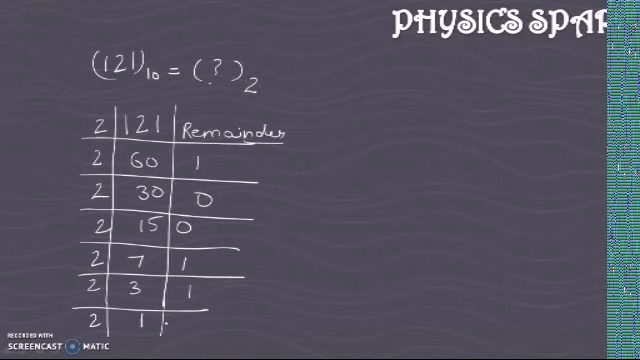 PHYSICS SPAR
(121)10 = (?)2
2 121 Remainder
2 60 1
2 30 0
2 15 0
2 7 1
2 3 1
2 1
RECORDED WITH
SCREENCAST MATIC